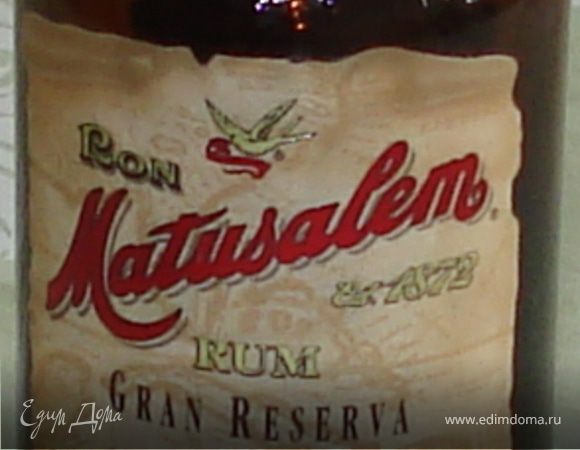 RON
Matusalem®
Est. 1872
RUM
GRAN RESERVA
Едим Дома
www.edimdoma.ru